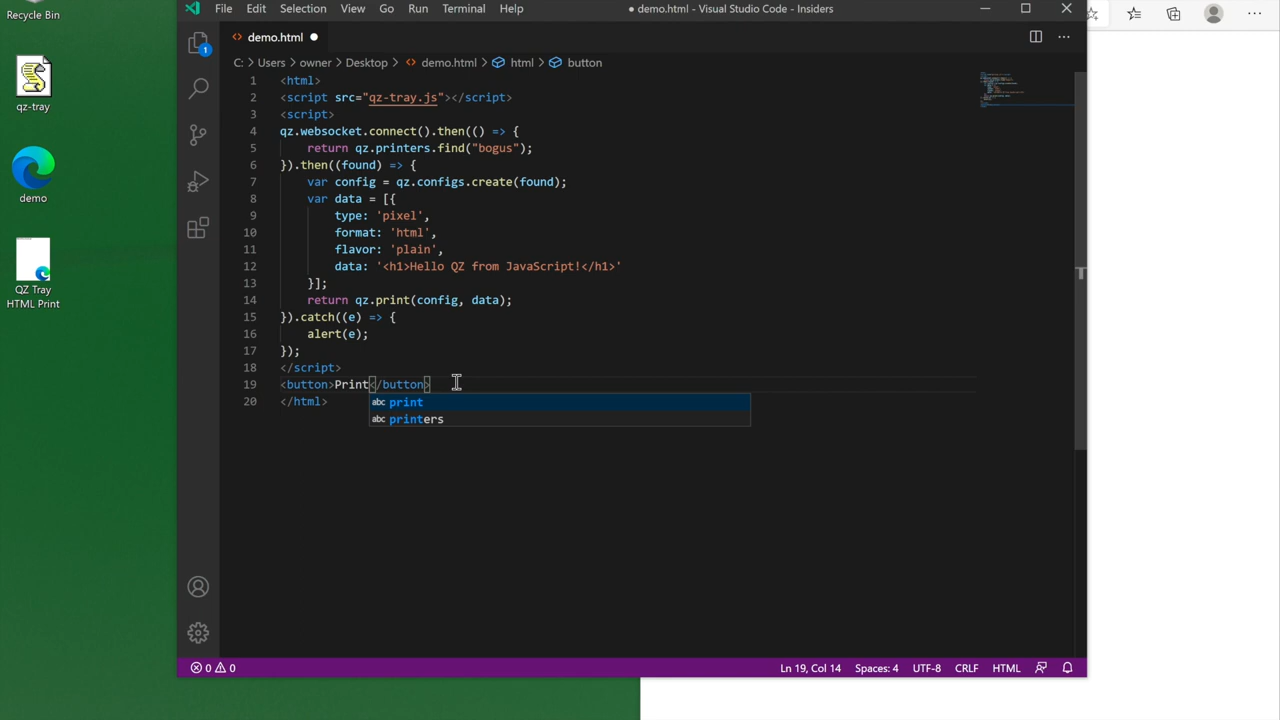 Recycle Bin
qz-tray
demo
QZ Tray
HTML Print
File Edit Selection View Go Run Terminal Help
● demo.html - Visual Studio Code - Insiders
1
demo.html ●
C: > Users > owner > Desktop > demo.html > html > button
1 <html>
2 <script src="qz-tray.js"></script>
3 <script>
4 qz.websocket.connect().then(() => {
5 return qz.printers.find("bogus");
6 }).then((found) => {
7 var config = qz.configs.create(found);
8 var data = [{
9 type: 'pixel',
10 format: 'html',
11 flavor: 'plain',
12 data: '<h1>Hello QZ from JavaScript!</h1>'
13 }];
14 return qz.print(config, data);
15 }).catch((e) => {
16 alert(e);
17 });
18 </script>
19 <button>Print</button>
20 </html>
abc print
abc printers
0 0
Ln 19, Col 14 Spaces: 4 UTF-8 CRLF HTML